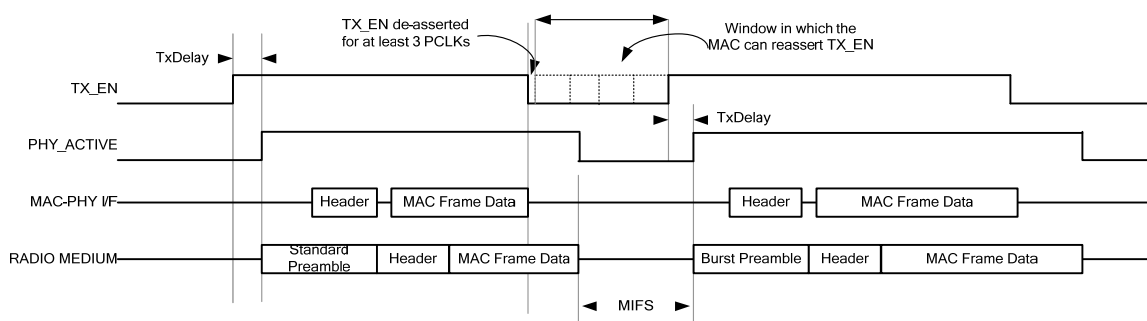 TX_EN de-asserted
for at least 3 PCLKs
Window in which the
MAC can reassert TX_EN
TxDelay
TX_EN
TxDelay
PHY_ACTIVE
MAC-PHY I/F
Header
MAC Frame Data
Header
MAC Frame Data
RADIO MEDIUM
Standard
Preamble
Header
MAC Frame Data
Burst Preamble
Header
MAC Frame Data
MIFS